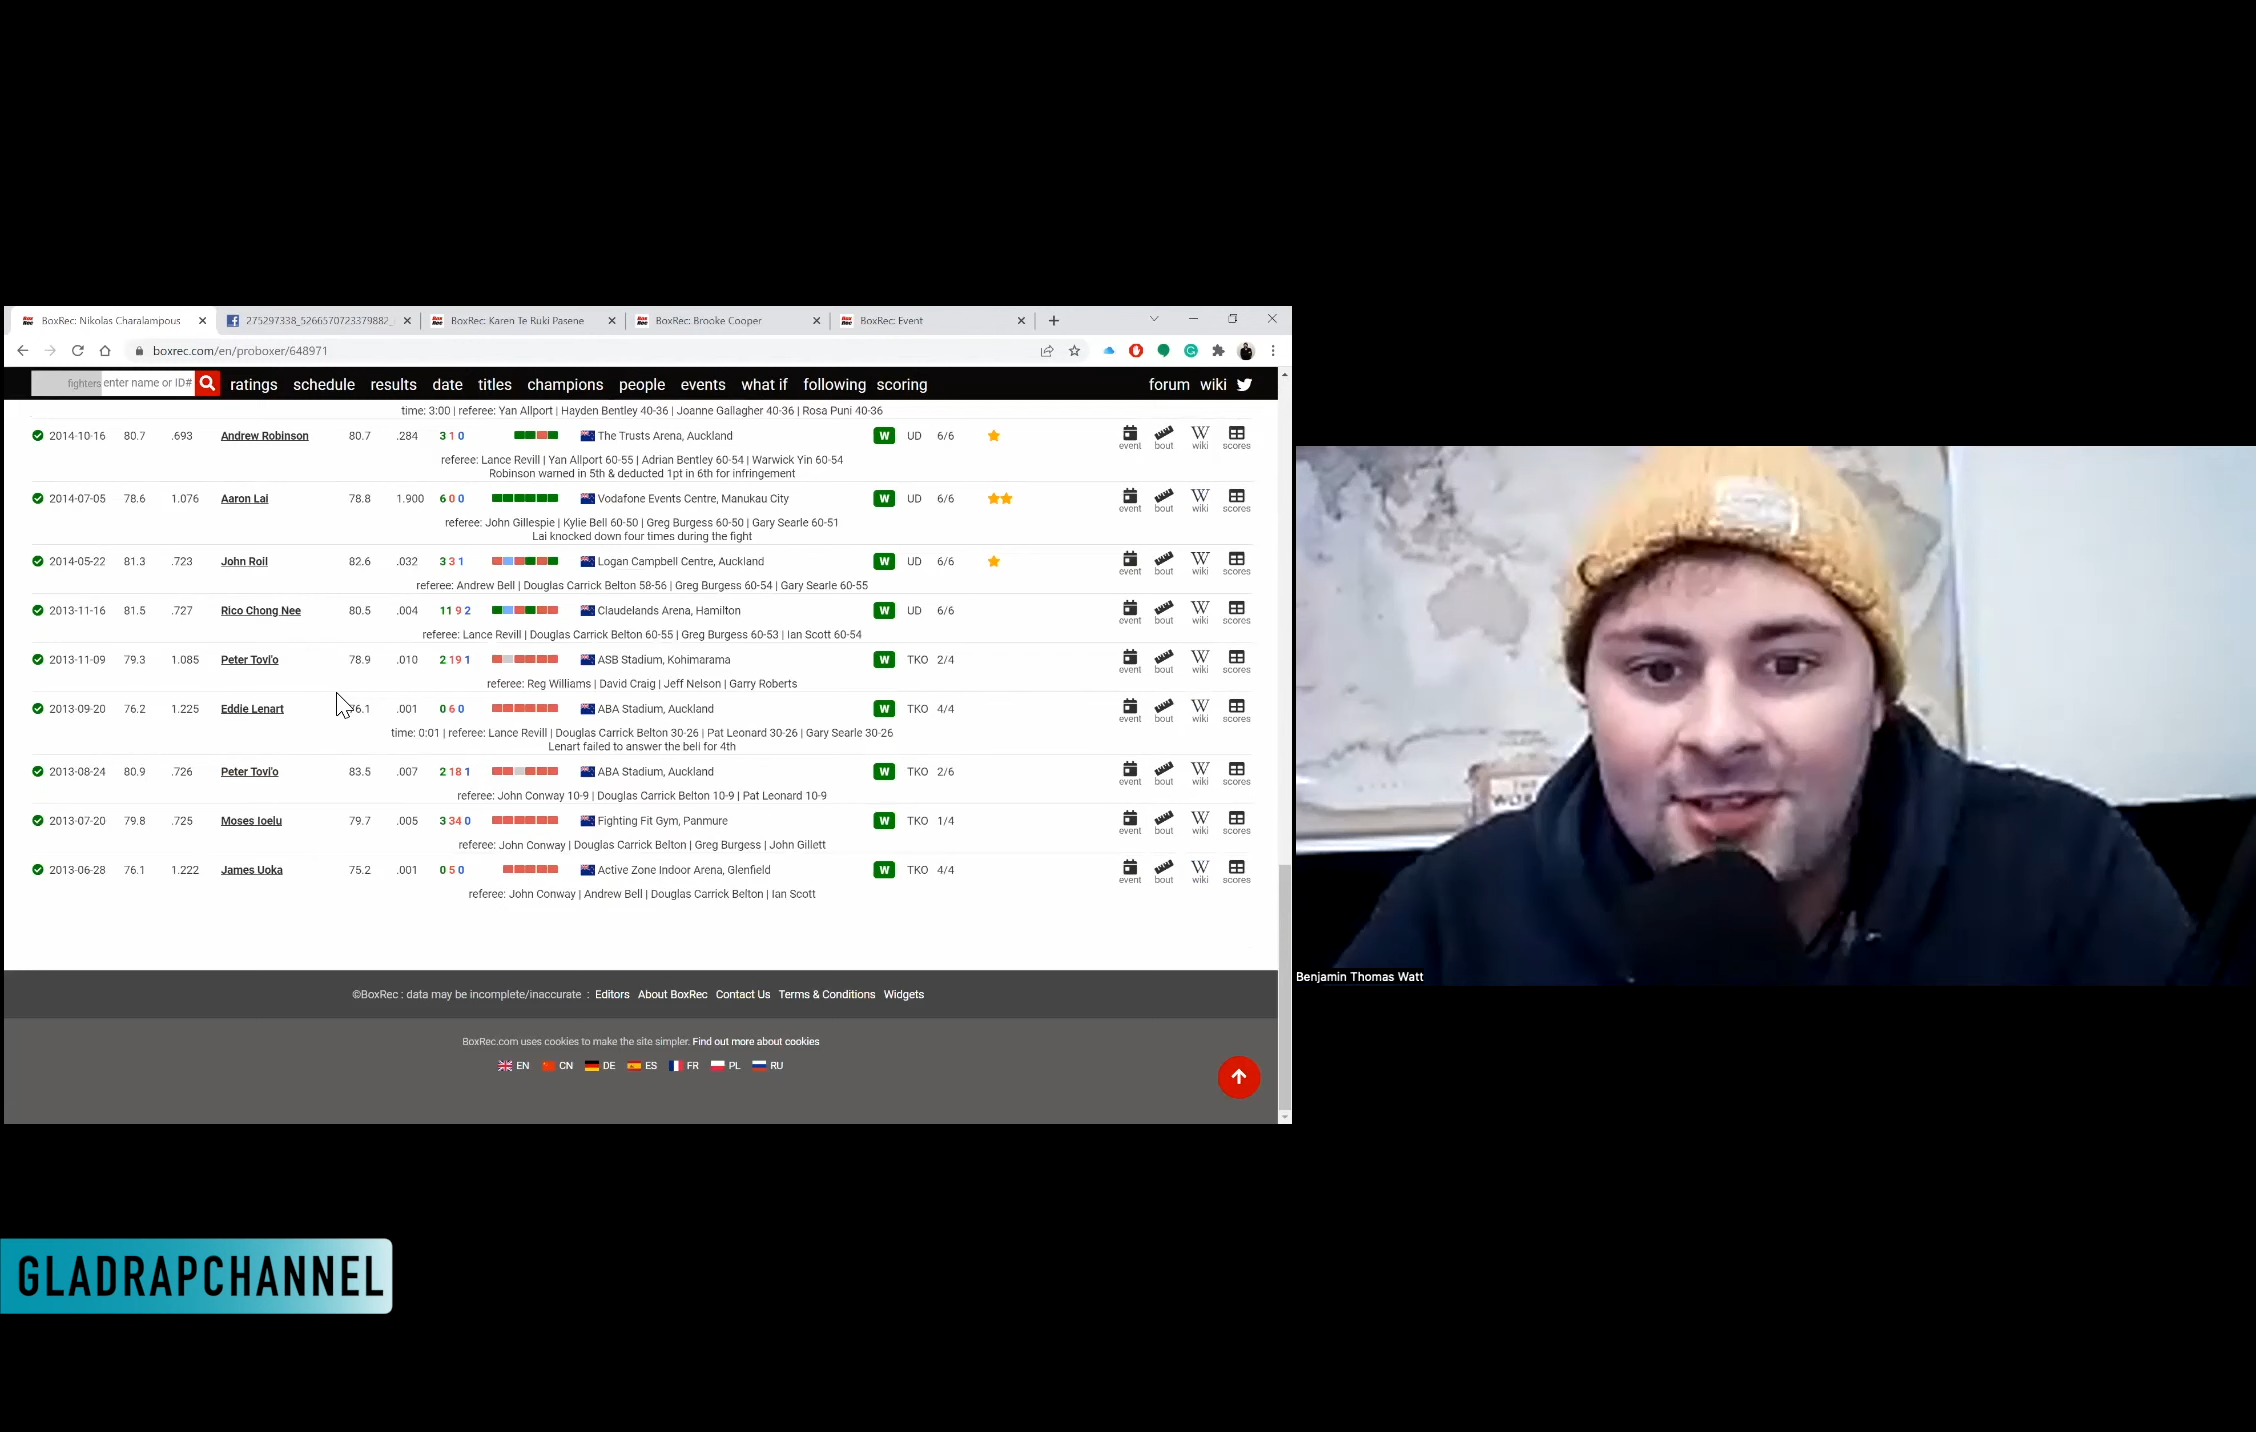 BoxRec: Nikolas Charalampous
275297338_5266570723379882_
BoxRec: Karen Te Ruki Pasene
BoxRec: Brooke Cooper
BoxRec: Event
boxrec.com/en/proboxer/648971
fighters enter name or ID# ratings schedule results date titles champions people events what if following scoring forum wiki
time: 3:00 | referee: Yan Allport | Hayden Bentley 40-36 | Joanne Gallagher 40-36 | Rosa Puni 40-36
2014-10-16 80.7 .693 Andrew Robinson 80.7 .284 3 1 0 The Trusts Arena, Auckland W UD 6/6 event bout wiki scores
referee: Lance Revill | Yan Allport 60-55 | Adrian Bentley 60-54 | Warwick Yin 60-54
Robinson warned in 5th & deducted 1pt in 6th for infringement
2014-07-05 78.6 1.076 Aaron Lai 78.8 1.900 6 0 0 Vodafone Events Centre, Manukau City W UD 6/6 event bout wiki scores
referee: John Gillespie | Kylie Bell 60-50 | Greg Burgess 60-50 | Gary Searle 60-51
Lai knocked down four times during the fight
2014-05-22 81.3 .723 John Roil 82.6 .032 3 3 1 Logan Campbell Centre, Auckland W UD 6/6 event bout wiki scores
referee: Andrew Bell | Douglas Carrick Belton 58-56 | Greg Burgess 60-54 | Gary Searle 60-55
2013-11-16 81.5 .727 Rico Chong Nee 80.5 .004 11 9 2 Claudelands Arena, Hamilton W UD 6/6 event bout wiki scores
referee: Lance Revill | Douglas Carrick Belton 60-55 | Greg Burgess 60-53 | Ian Scott 60-54
2013-11-09 79.3 1.085 Peter Tovi'o 78.9 .010 2 19 1 ASB Stadium, Kohimarama W TKO 2/4 event bout wiki scores
referee: Reg Williams | David Craig | Jeff Nelson | Garry Roberts
2013-09-20 76.2 1.225 Eddie Lenart 76.1 .001 0 6 0 ABA Stadium, Auckland W TKO 4/4 event bout wiki scores
time: 0:01 | referee: Lance Revill | Douglas Carrick Belton 30-26 | Pat Leonard 30-26 | Gary Searle 30-26
Lenart failed to answer the bell for 4th
2013-08-24 80.9 .726 Peter Tovi'o 83.5 .007 2 18 1 ABA Stadium, Auckland W TKO 2/6 event bout wiki scores
referee: John Conway 10-9 | Douglas Carrick Belton 10-9 | Pat Leonard 10-9
2013-07-20 79.8 .725 Moses Ioelu 79.7 .005 3 34 0 Fighting Fit Gym, Panmure W TKO 1/4 event bout wiki scores
referee: John Conway | Douglas Carrick Belton | Greg Burgess | John Gillett
2013-06-28 76.1 1.222 James Uoka 75.2 .001 0 5 0 Active Zone Indoor Arena, Glenfield W TKO 4/4 event bout wiki scores
referee: John Conway | Andrew Bell | Douglas Carrick Belton | Ian Scott
©BoxRec : data may be incomplete/inaccurate : Editors About BoxRec Contact Us Terms & Conditions Widgets
BoxRec.com uses cookies to make the site simpler. Find out more about cookies
EN CN DE ES FR PL RU
Benjamin Thomas Watt
GLADRAPCHANNEL